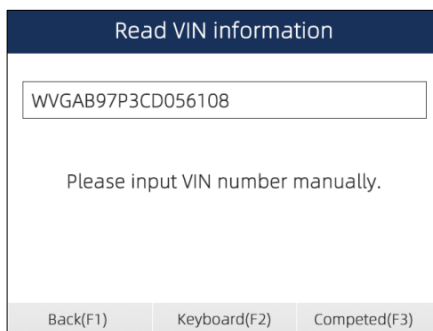 Read VIN information
WVGAB97P3CD056108
Please input VIN number manually.
Back(F1) Keyboard(F2) Competed(F3)